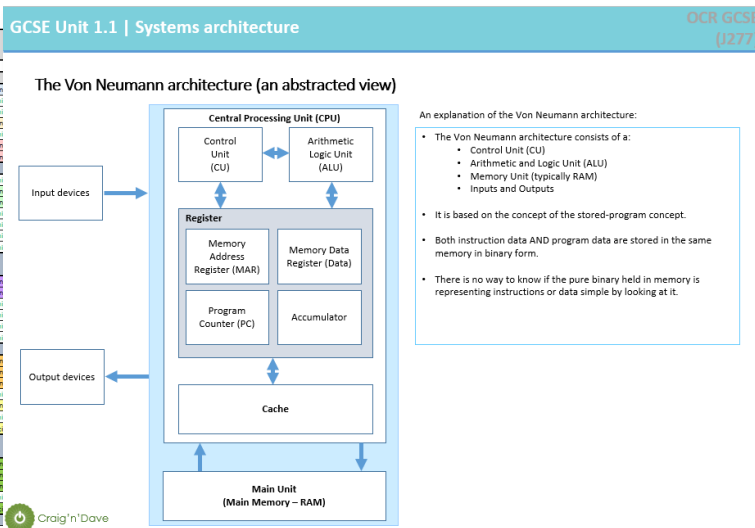 GCSE Unit 1.1 | Systems architecture
OCR GCSE
(J277
The Von Neumann architecture (an abstracted view)
Central Processing Unit (CPU)
Control
Unit
(CU)
Arithmetic
Logic Unit
(ALU)
Input devices
Register
Memory
Address
Register (MAR)
Memory Data
Register (Data)
Program
Counter (PC)
Accumulator
Output devices
Cache
Main Unit
(Main Memory – RAM)
An explanation of the Von Neumann architecture:
• The Von Neumann architecture consists of a:
• Control Unit (CU)
• Arithmetic and Logic Unit (ALU)
• Memory Unit (typically RAM)
• Inputs and Outputs
• It is based on the concept of the stored-program concept.
• Both instruction data AND program data are stored in the same
memory in binary form.
• There is no way to know if the pure binary held in memory is
representing instructions or data simple by looking at it.
Craig'n'Dave